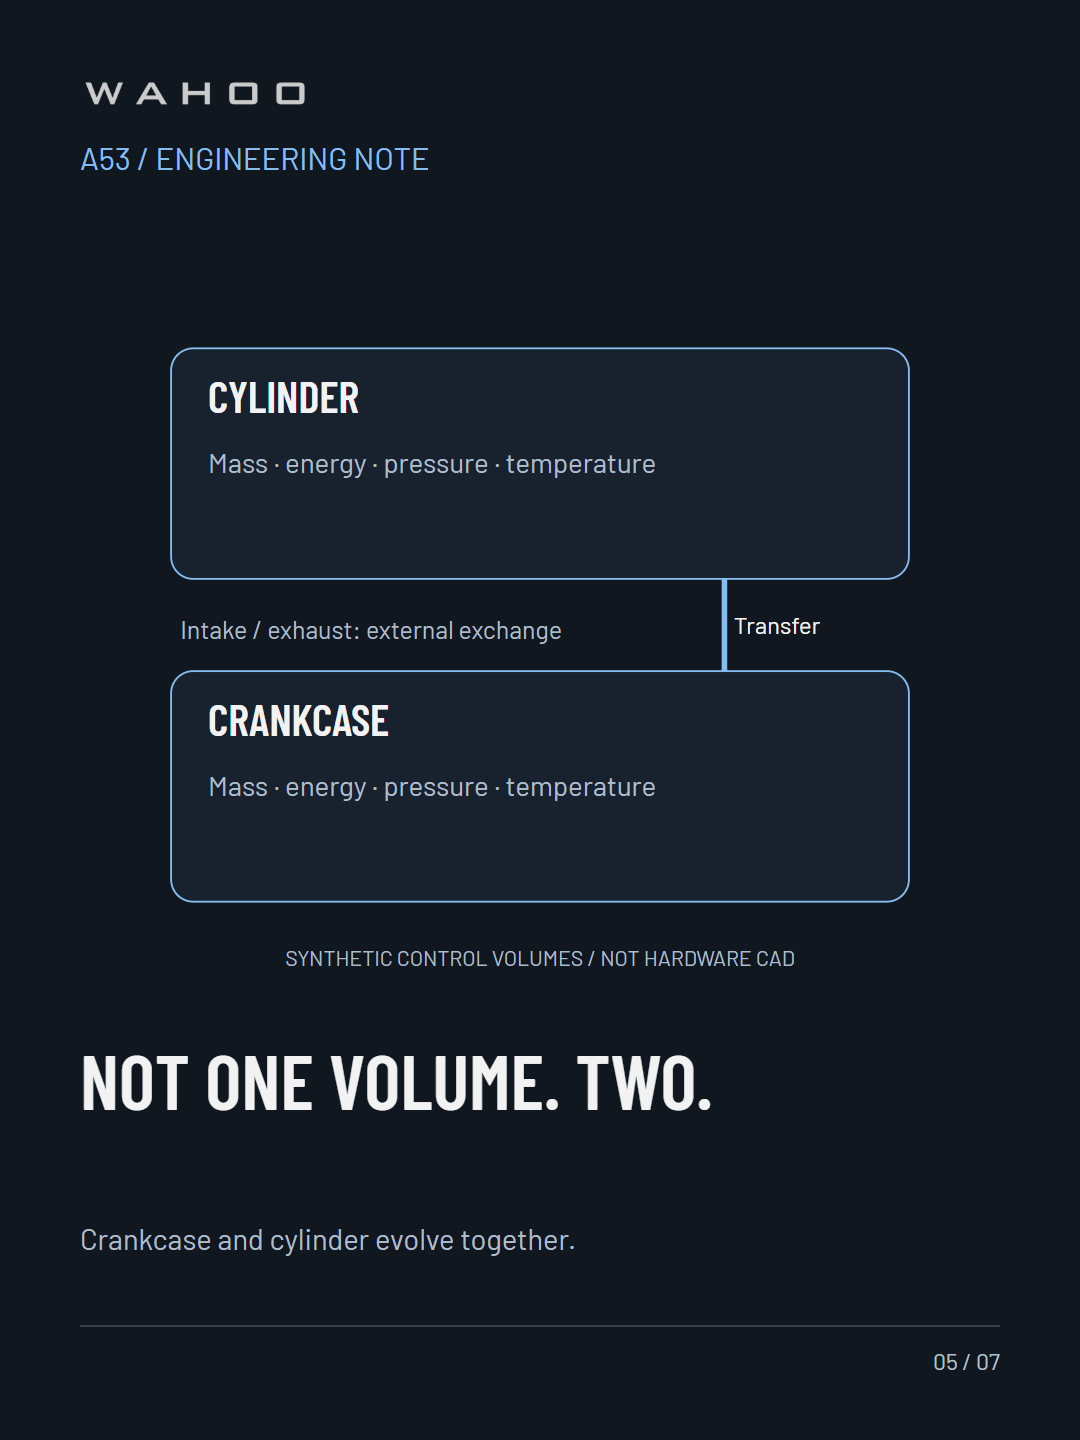 WAHOO
A53 / ENGINEERING NOTE
CYLINDER
Mass · energy · pressure · temperature
Intake / exhaust: external exchange
Transfer
CRANKCASE
Mass · energy · pressure · temperature
SYNTHETIC CONTROL VOLUMES / NOT HARDWARE CAD
NOT ONE VOLUME. TWO.
Crankcase and cylinder evolve together.
05 / 07